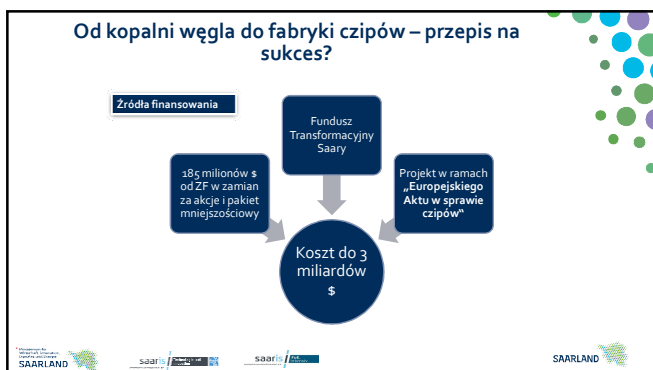 Od kopalni węgla do fabryki czipów – przepis na
sukces?
Źródła finansowania
Fundusz
Transformacyjny
Saary
185 milionów $
od ZF w zamian
za akcje i pakiet
mniejszościowy
Projekt w ramach
„Europejskiego
Aktu w sprawie
czipów“
Koszt do 3
miliardów
$
SAARLAND
saaris
saaris
SAARLAND